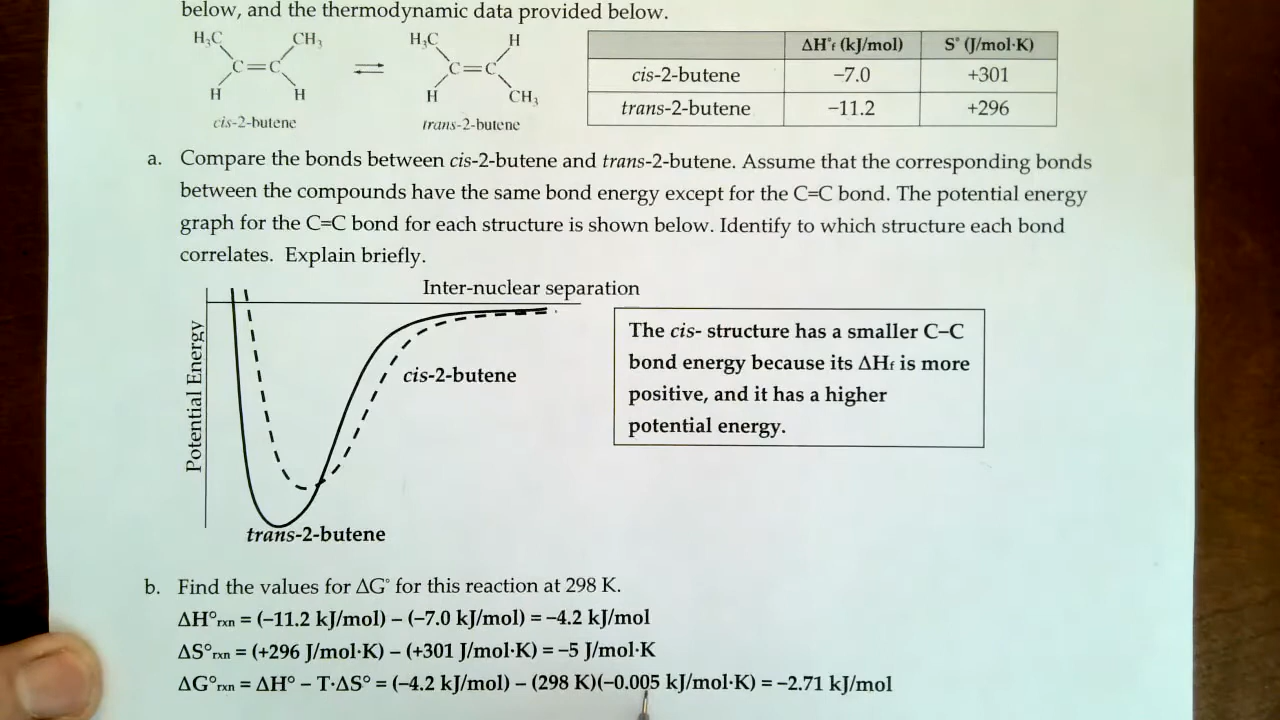 below, and the thermodynamic data provided below.
H₃C CH₃ H₃C H
C=C ⇌ C=C
H H H CH₃
cis-2-butene trans-2-butene
ΔH°f (kJ/mol) S° (J/mol·K)
cis-2-butene −7.0 +301
trans-2-butene −11.2 +296
a. Compare the bonds between cis-2-butene and trans-2-butene. Assume that the corresponding bonds
between the compounds have the same bond energy except for the C=C bond. The potential energy
graph for the C=C bond for each structure is shown below. Identify to which structure each bond
correlates. Explain briefly.
Inter-nuclear separation
Potential Energy
cis-2-butene
trans-2-butene
The cis- structure has a smaller C–C
bond energy because its ΔHf is more
positive, and it has a higher
potential energy.
b. Find the values for ΔG° for this reaction at 298 K.
ΔH°rxn = (−11.2 kJ/mol) − (−7.0 kJ/mol) = −4.2 kJ/mol
ΔS°rxn = (+296 J/mol·K) − (+301 J/mol·K) = −5 J/mol·K
ΔG°rxn = ΔH° − T·ΔS° = (−4.2 kJ/mol) − (298 K)(−0.005 kJ/mol·K) = −2.71 kJ/mol